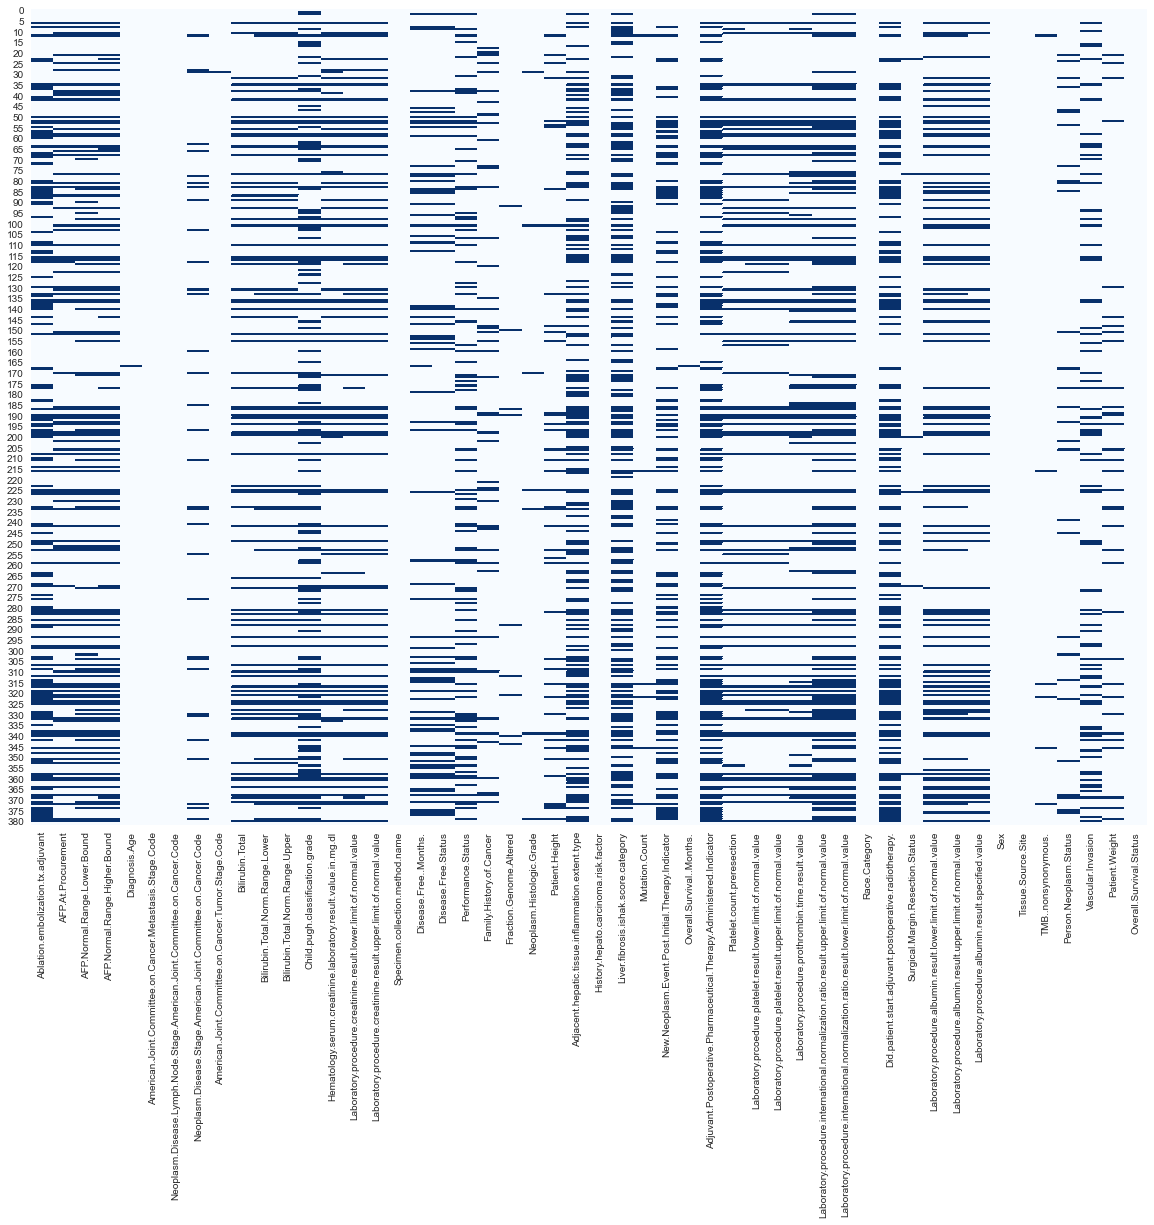 0
5
10
15
20
25
30
35
40
45
50
55
60
65
70
75
80
85
90
95
100
105
110
115
120
125
130
135
140
145
150
155
160
165
170
175
180
185
190
195
200
205
210
215
220
225
230
235
240
245
250
255
260
265
270
275
280
285
290
295
300
305
310
315
320
325
330
335
340
345
350
355
360
365
370
375
380
Ablation.embolization.tx.adjuvant
AFP.At.Procurement
AFP.Normal.Range.Lower.Bound
AFP.Normal.Range.Higher.Bound
Diagnosis.Age
American.Joint.Committee.on.Cancer.Metastasis.Stage.Code
Neoplasm.Disease.Lymph.Node.Stage.American.Joint.Committee.on.Cancer.Code
Neoplasm.Disease.Stage.American.Joint.Committee.on.Cancer.Code
American.Joint.Committee.on.Cancer.Tumor.Stage.Code
Bilirubin.Total
Bilirubin.Total.Norm.Range.Lower
Bilirubin.Total.Norm.Range.Upper
Child.pugh.classification.grade
Hematology.serum.creatinine.laboratory.result.value.in.mg.dl
Laboratory.procedure.creatinine.result.lower.limit.of.normal.value
Laboratory.procedure.creatinine.result.upper.limit.of.normal.value
Specimen.collection.method.name
Disease.Free..Months.
Disease.Free.Status
Performance.Status
Family.History.of.Cancer
Fraction.Genome.Altered
Neoplasm.Histologic.Grade
Patient.Height
Adjacent.hepatic.tissue.inflammation.extent.type
History.hepato.carcinoma.risk.factor
Liver.fibrosis.ishak.score.category
Mutation.Count
New.Neoplasm.Event.Post.Initial.Therapy.Indicator
Overall.Survival..Months.
Adjuvant.Postoperative.Pharmaceutical.Therapy.Administered.Indicator
Platelet.count.preresection
Laboratory.prcoedure.platelet.result.lower.limit.of.normal.value
Laboratory.prcoedure.platelet.result.upper.limit.of.normal.value
Laboratory.procedure.prothrombin.time.result.value
Laboratory.procedure.international.normalization.ratio.result.upper.limit.of.normal.value
Laboratory.procedure.international.normalization.ratio.result.lower.limit.of.normal.value
Race.Category
Did.patient.start.adjuvant.postoperative.radiotherapy.
Surgical.Margin.Resection.Status
Laboratory.procedure.albumin.result.lower.limit.of.normal.value
Laboratory.procedure.albumin.result.upper.limit.of.normal.value
Laboratory.procedure.albumin.result.specified.value
Sex
Tissue.Source.Site
TMB..nonsynonymous.
Person.Neoplasm.Status
Vascular.Invasion
Patient.Weight
Overall.Survival.Status